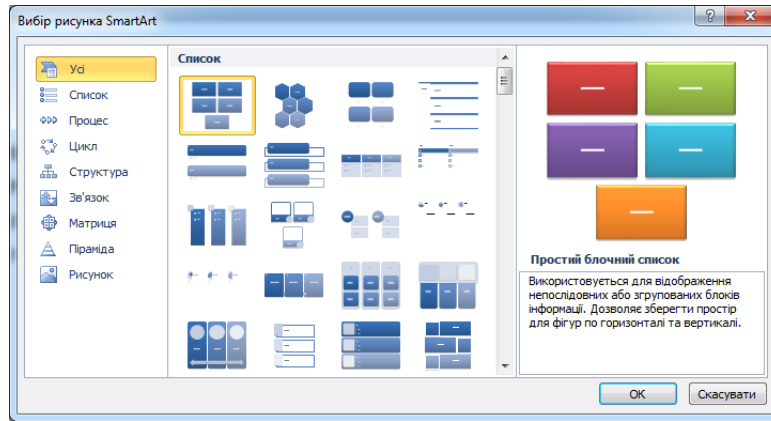 Вибір рисунка SmartArt
Усі
Список
Процес
Цикл
Структура
Зв'язок
Матриця
Піраміда
Рисунок
Список
Простий блочний список
Використовується для відображення
непослідовних або згрупованих блоків
інформації. Дозволяє зберегти простір
для фігур по горизонталі та вертикалі.
ОК
Скасувати